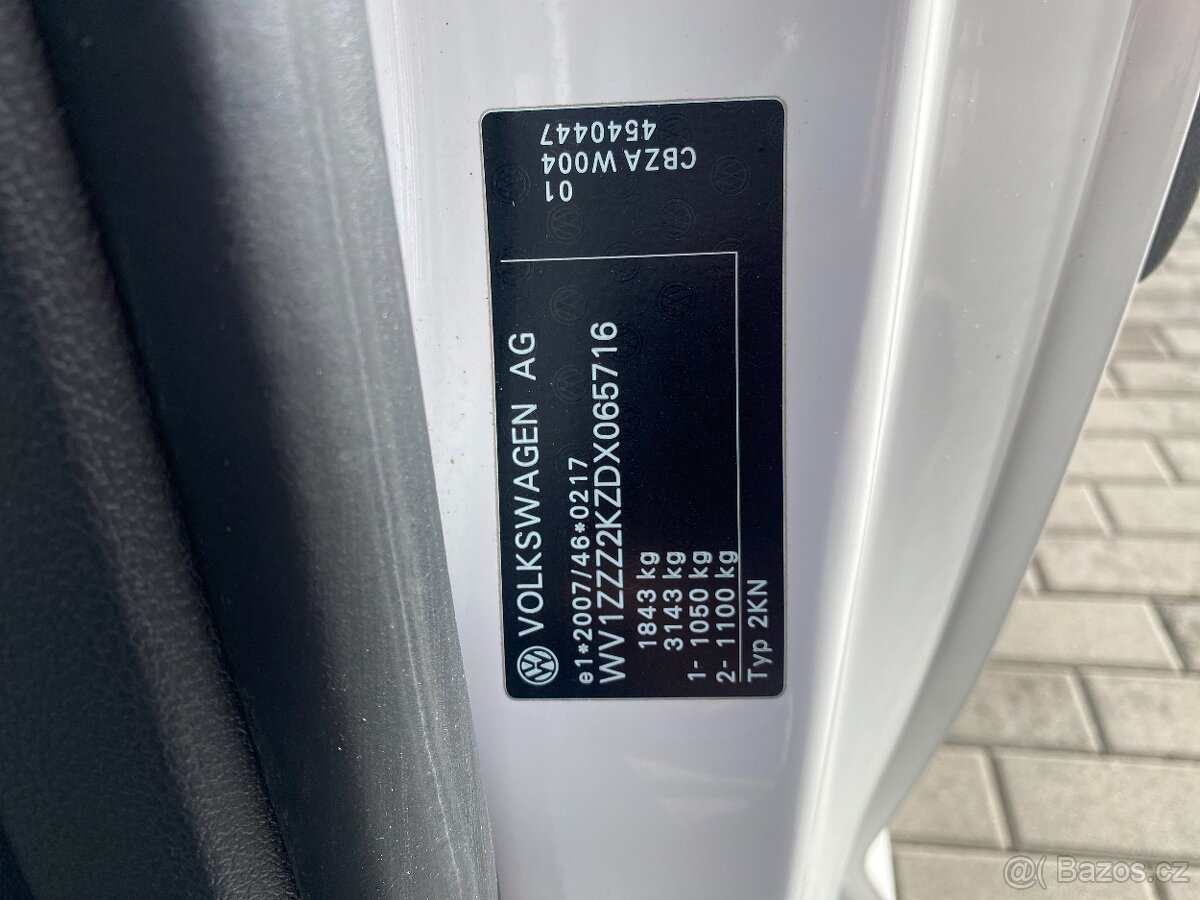 VOLKSWAGEN AG
e1*2007/46*0217
WV1ZZZ2KZDX065716
1843 kg
3143 kg
1- 1050 kg
2- 1100 kg
Typ 2KN
01
CBZA W004
4540447
@( Bazos.cz